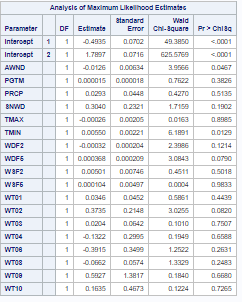 Analysis of Maximum Likelihood Estimates
Parameter DF Estimate Standard Error Wald Chi-Square Pr > ChiSq
Intercept 1 1 -0.4935 0.0702 49.3850 <.0001
Intercept 2 1 1.7897 0.0716 625.5769 <.0001
AWND 1 -0.0126 0.00634 3.9566 0.0467
PGTM 1 0.000015 0.000018 0.7622 0.3826
PRCP 1 0.0293 0.0448 0.4270 0.5135
SNWD 1 0.3040 0.2321 1.7159 0.1902
TMAX 1 -0.00026 0.00205 0.0163 0.8985
TMIN 1 0.00550 0.00221 6.1891 0.0129
WDF2 1 -0.00032 0.000204 2.3986 0.1214
WDF5 1 0.000368 0.000209 3.0843 0.0790
WSF2 1 0.00501 0.00746 0.4511 0.5018
WSF5 1 0.000104 0.00497 0.0004 0.9833
WT01 1 0.0346 0.0452 0.5861 0.4439
WT02 1 0.3735 0.2148 3.0255 0.0820
WT03 1 0.0204 0.0642 0.1010 0.7507
WT04 1 -0.1322 0.2995 0.1949 0.6588
WT06 1 -0.3915 0.3499 1.2522 0.2631
WT08 1 -0.0662 0.0574 1.3329 0.2483
WT09 1 0.5927 1.3817 0.1840 0.6680
WT10 1 0.1635 0.4673 0.1224 0.7265